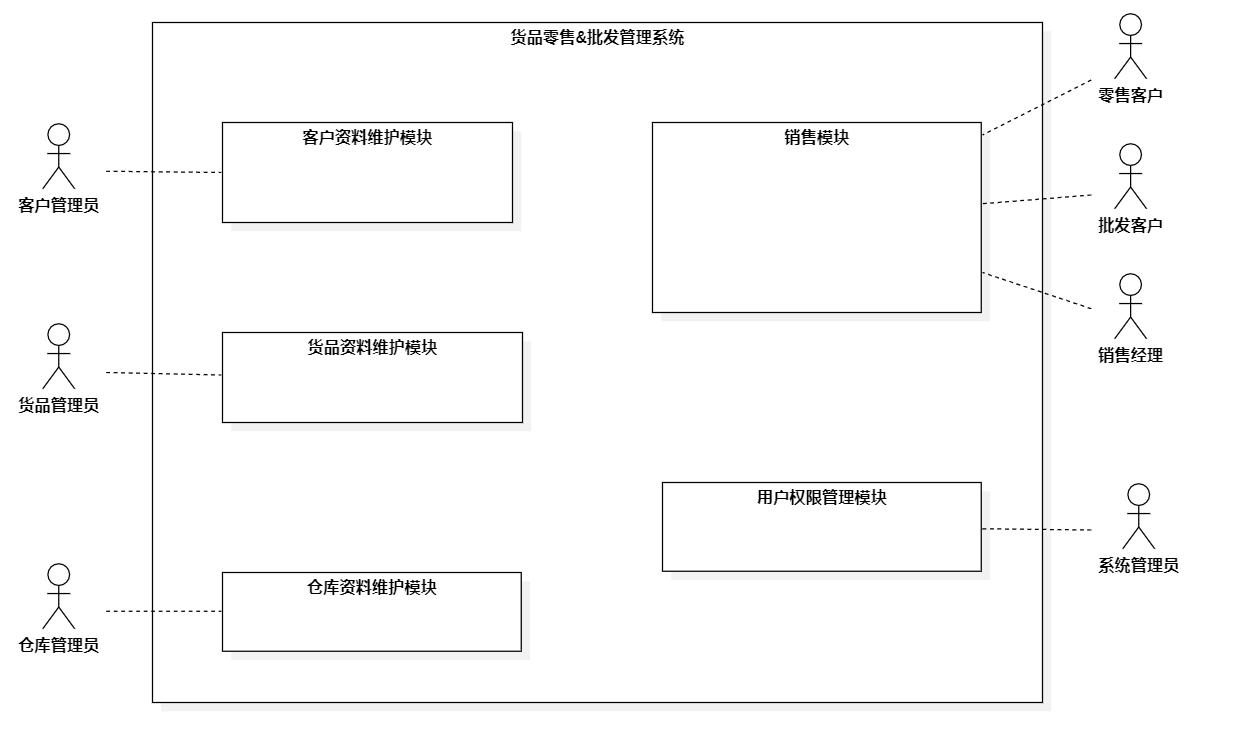 货品零售&批发管理系统
客户管理员
客户资料维护模块
货品管理员
货品资料维护模块
仓库管理员
仓库资料维护模块
销售模块
零售客户
批发客户
销售经理
用户权限管理模块
系统管理员